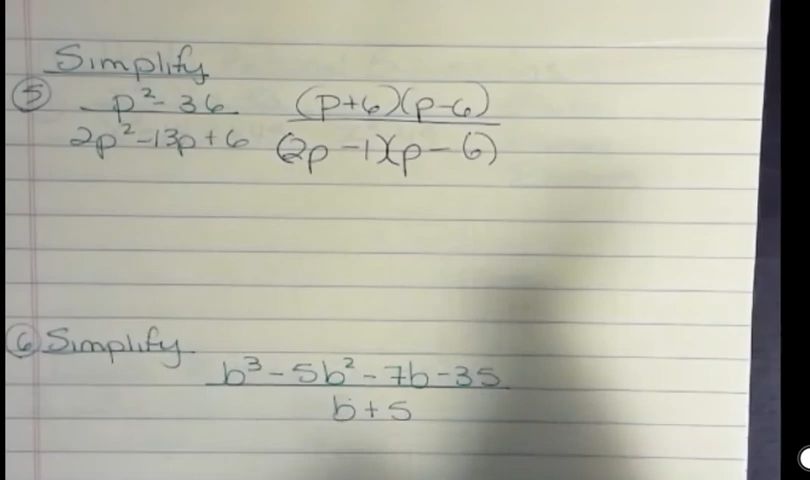 Simplify
⑤ p² - 36 / 2p² - 13p + 6 (p+6)(p-6) / (2p - 1)(p - 6)
⑥ Simplify
b³ - 5b² - 7b - 35 / b + 5